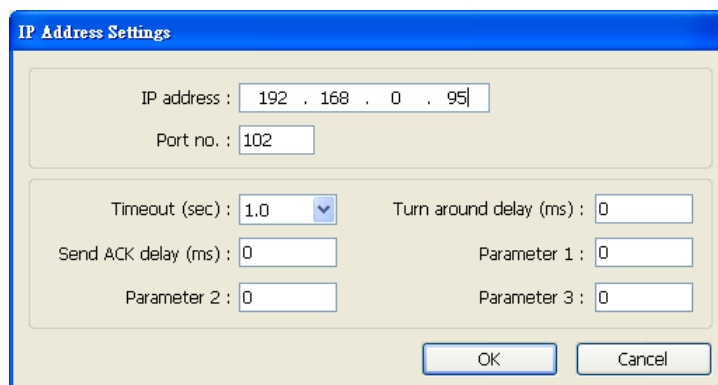 IP Address Settings
IP address : 192 . 168 . 0 . 95
Port no. : 102
Timeout (sec) : 1.0 Turn around delay (ms) : 0
Send ACK delay (ms) : 0 Parameter 1 : 0
Parameter 2 : 0 Parameter 3 : 0
OK Cancel